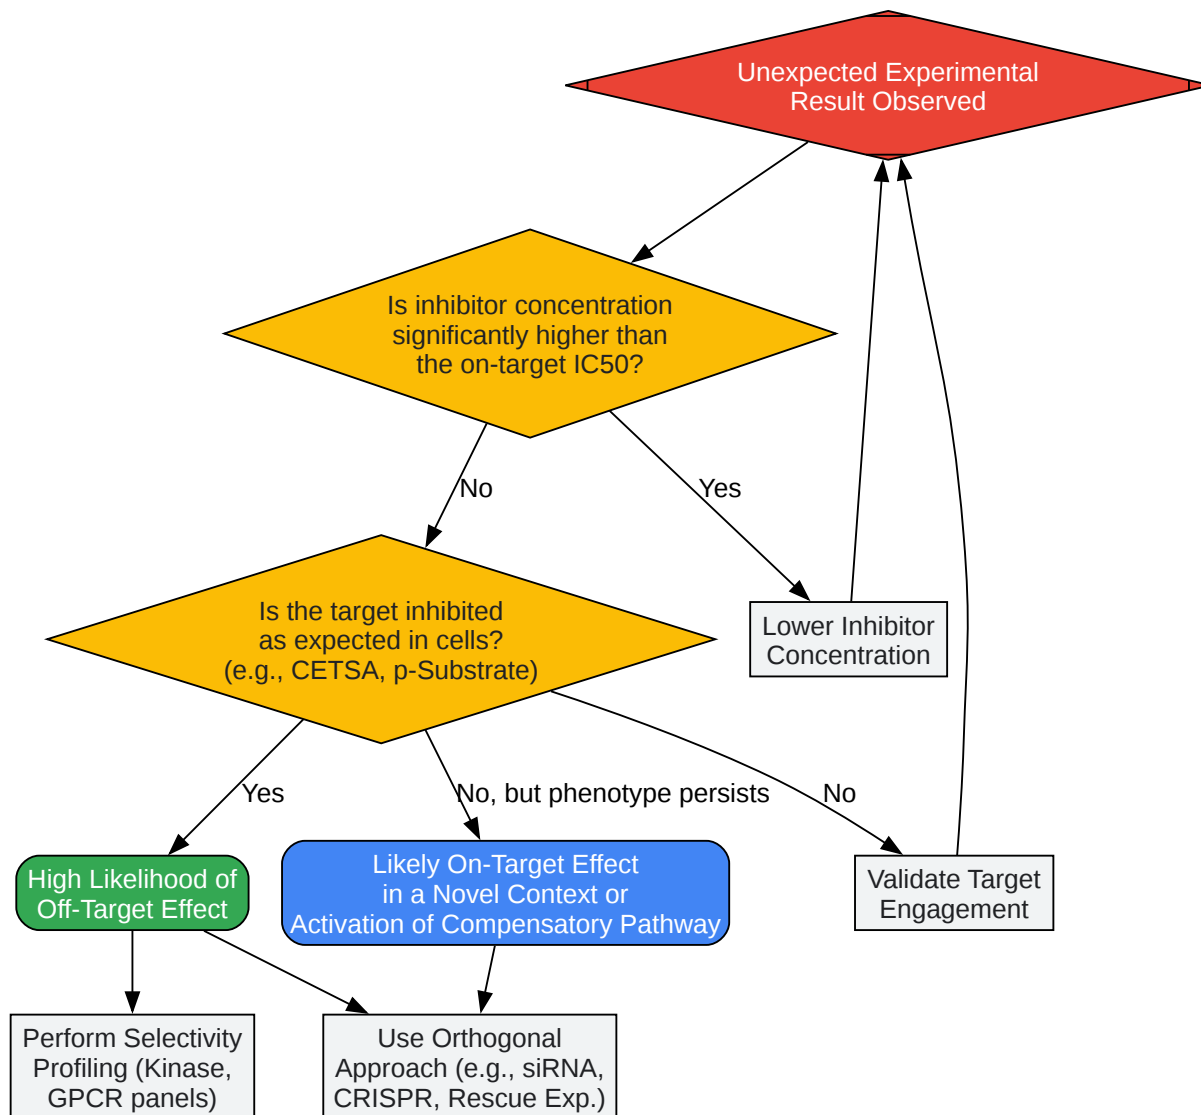 Unexpected Experimental
Result Observed
Is inhibitor concentration
significantly higher than
the on-target IC50?
No
Yes
Is the target inhibited
as expected in cells?
(e.g., CETSA, p-Substrate)
Lower Inhibitor
Concentration
Yes
No, but phenotype persists
No
High Likelihood of
Off-Target Effect
Likely On-Target Effect
in a Novel Context or
Activation of Compensatory Pathway
Validate Target
Engagement
Perform Selectivity
Profiling (Kinase,
GPCR panels)
Use Orthogonal
Approach (e.g., siRNA,
CRISPR, Rescue Exp.)